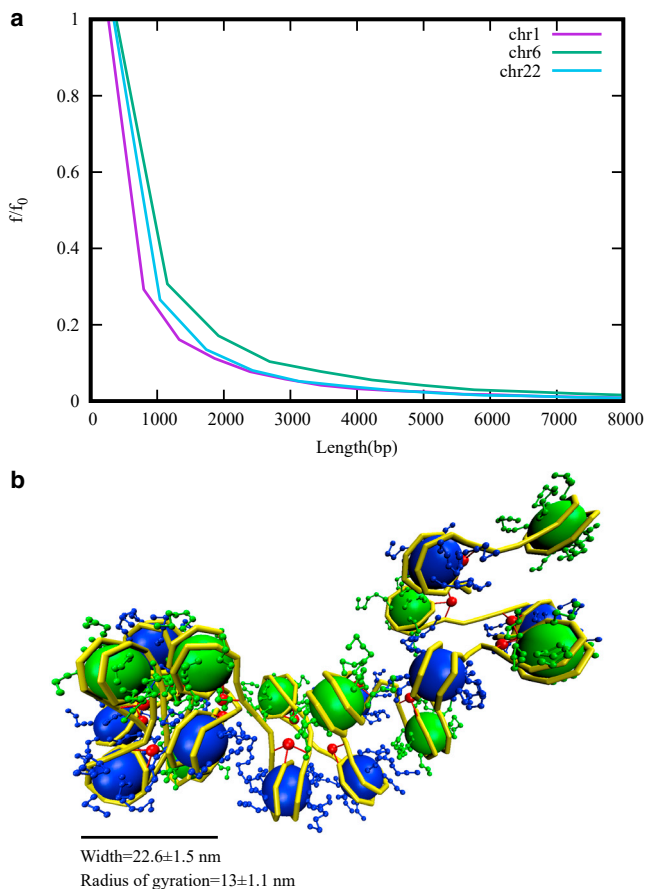 a
1
0.8
0.6
0.4
0.2
0
f/f0
0 1000 2000 3000 4000 5000 6000 7000 8000
Length(bp)
chr1
chr6
chr22
b
Width=22.6±1.5 nm
Radius of gyration=13±1.1 nm